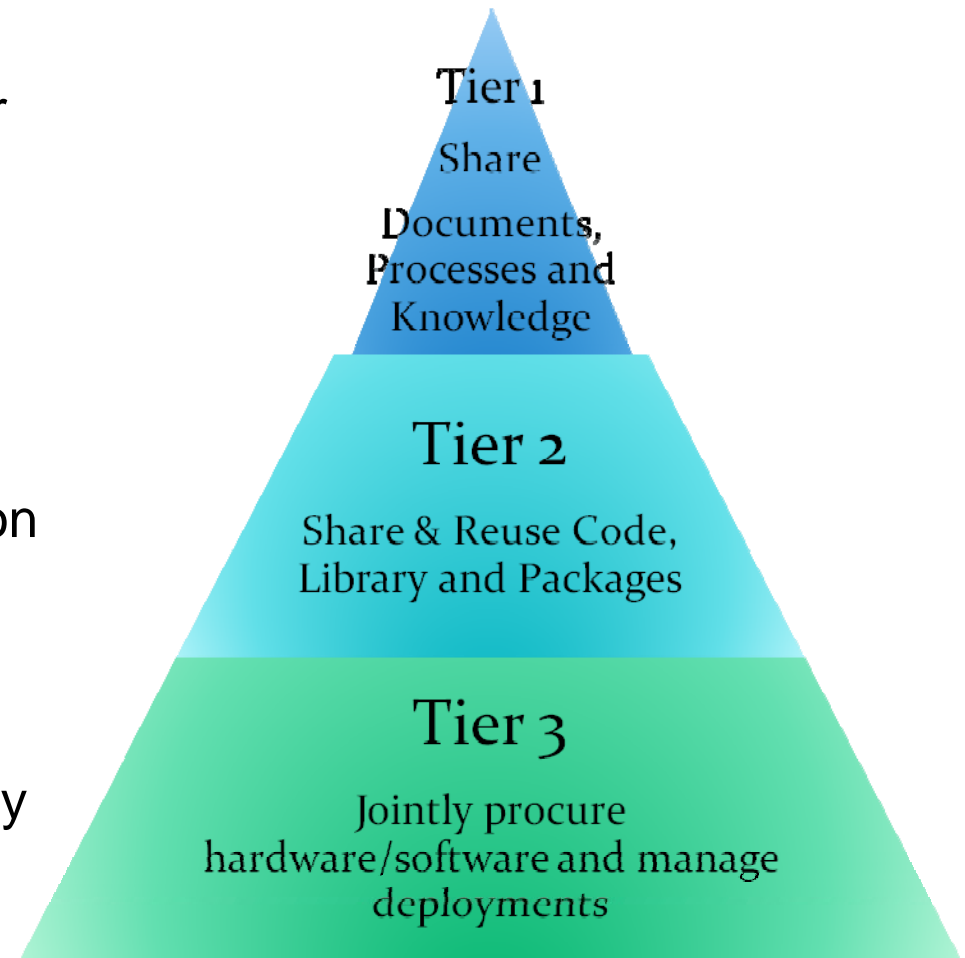 Tier 1
Share
Documents,
Processes and
Knowledge
Tier 2
on
Share & Reuse Code,
Library and Packages
Tier 3
y
Jointly procure
hardware/software and manage
deployments